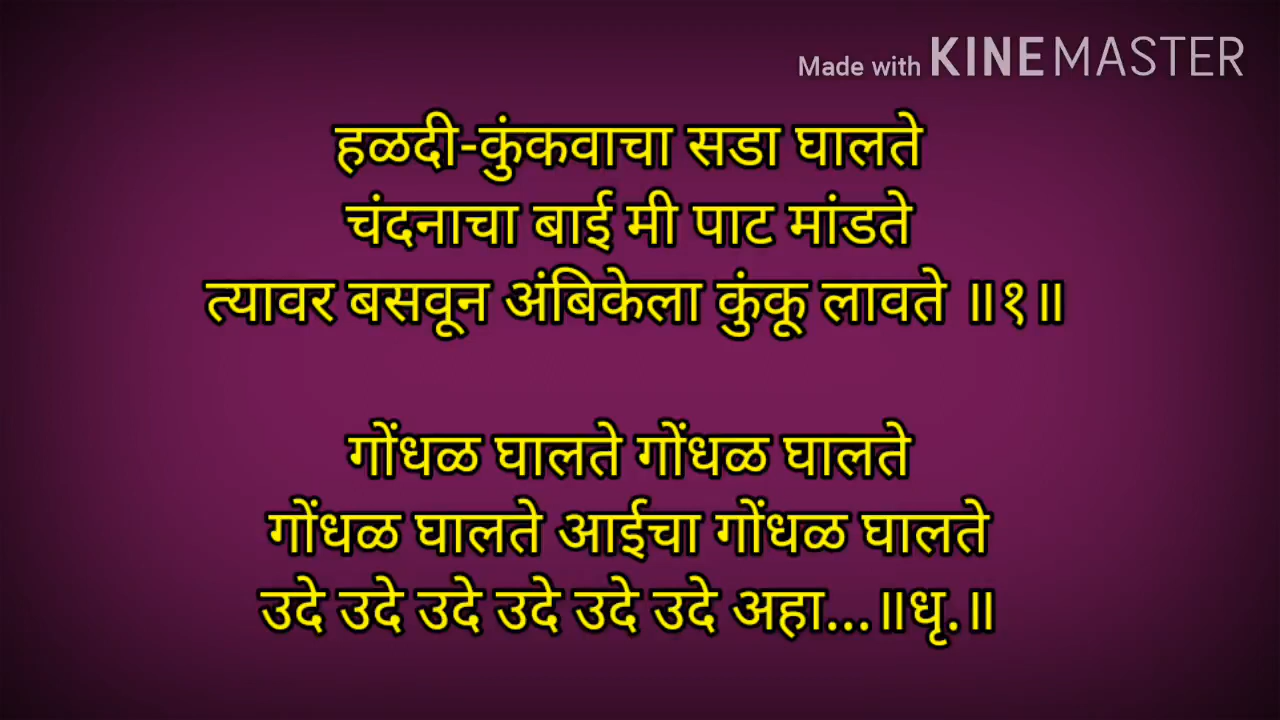 Made with KINEMASTER
हळदी-कुंकवाचा सडा घालते
चंदनाचा बाई मी पाट मांडते
त्यावर बसवून अंबिकेला कुंकू लावते ॥१॥
गोंधळ घालते गोंधळ घालते
गोंधळ घालते आईचा गोंधळ घालते
उदे उदे उदे उदे उदे उदे अहा...॥धृ.॥